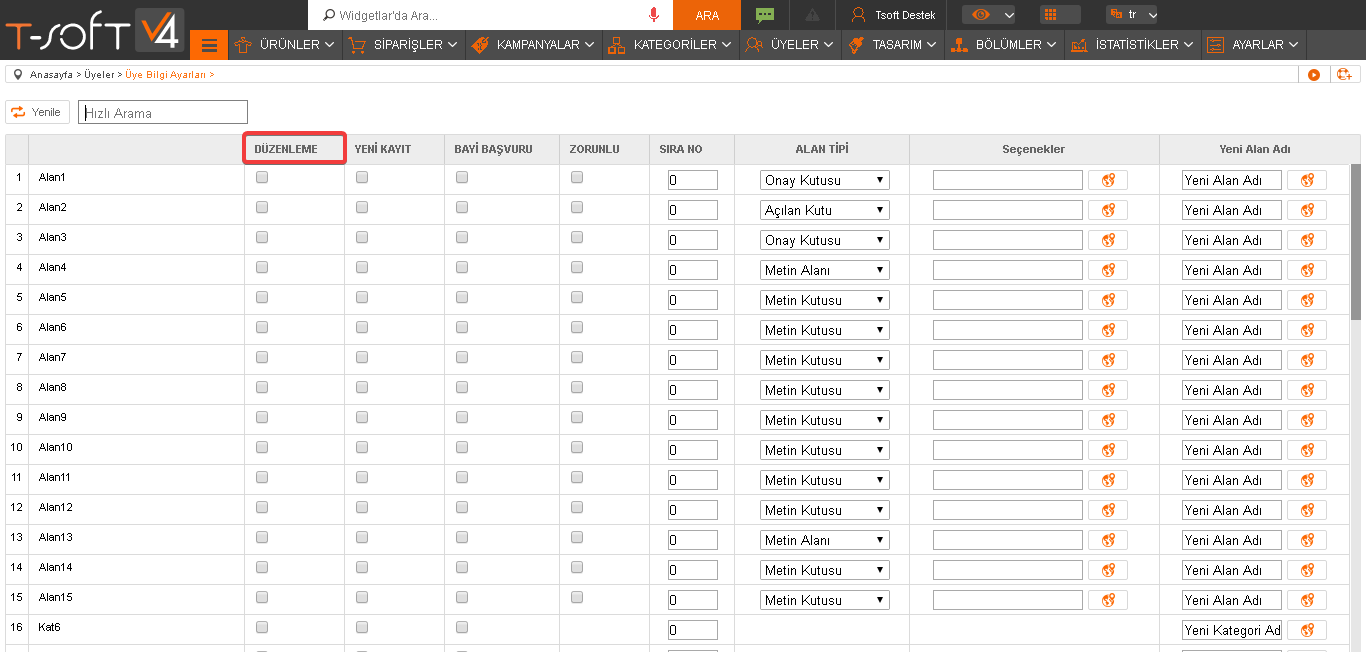 T-SOFT V4
Widgetlar'da Ara...
ARA
Tsoft Destek
tr
ÜRÜNLER
SİPARİŞLER
KAMPANYALAR
KATEGORİLER
ÜYELER
TASARIM
BÖLÜMLER
İSTATİSTİKLER
AYARLAR
Anasayfa > Üyeler > Üye Bilgi Ayarları >
Yenile
Hızlı Arama
DÜZENLEME YENİ KAYIT BAYİ BAŞVURU ZORUNLU SIRA NO ALAN TİPİ Seçenekler Yeni Alan Adı
1 Alan1 0 Onay Kutusu Yeni Alan Adı
2 Alan2 0 Açılan Kutu Yeni Alan Adı
3 Alan3 0 Onay Kutusu Yeni Alan Adı
4 Alan4 0 Metin Alanı Yeni Alan Adı
5 Alan5 0 Metin Kutusu Yeni Alan Adı
6 Alan6 0 Metin Kutusu Yeni Alan Adı
7 Alan7 0 Metin Kutusu Yeni Alan Adı
8 Alan8 0 Metin Kutusu Yeni Alan Adı
9 Alan9 0 Metin Kutusu Yeni Alan Adı
10 Alan10 0 Metin Kutusu Yeni Alan Adı
11 Alan11 0 Metin Kutusu Yeni Alan Adı
12 Alan12 0 Metin Kutusu Yeni Alan Adı
13 Alan13 0 Metin Alanı Yeni Alan Adı
14 Alan14 0 Metin Kutusu Yeni Alan Adı
15 Alan15 0 Metin Kutusu Yeni Alan Adı
16 Kat6 0 Yeni Kategori Ad